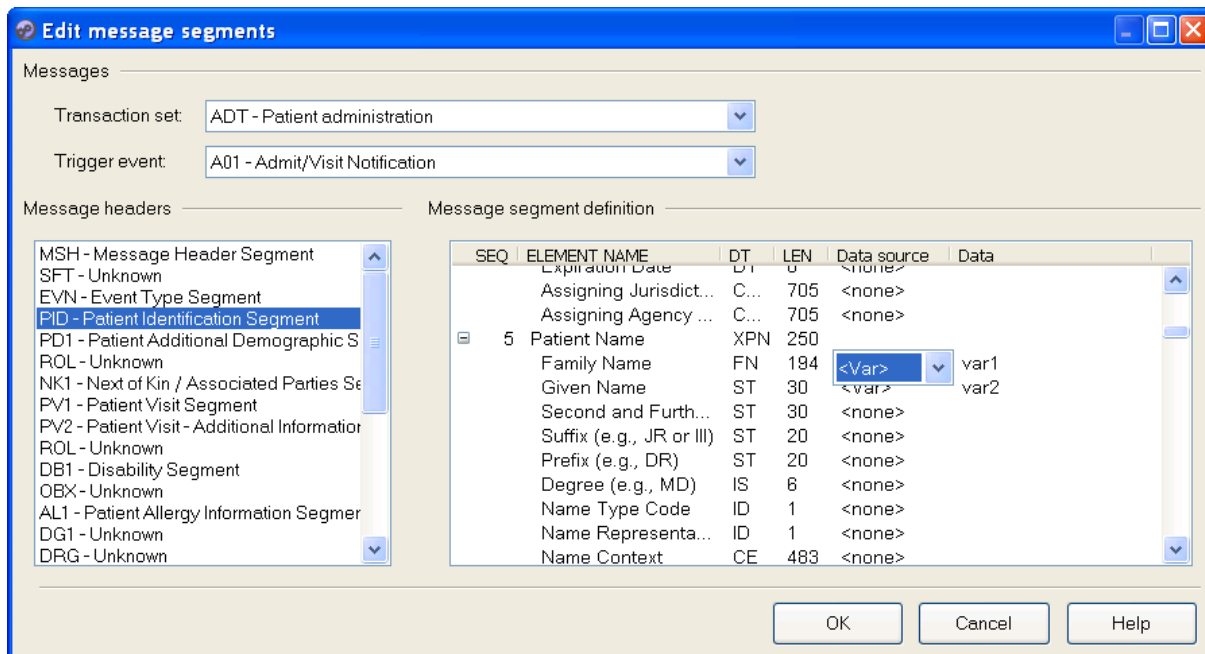 Edit message segments
Messages
Transaction set: ADT - Patient administration
Trigger event: A01 - Admit/Visit Notification
Message headers
MSH - Message Header Segment
SFT - Unknown
EVN - Event Type Segment
PID - Patient Identification Segment
PD1 - Patient Additional Demographic S
ROL - Unknown
NK1 - Next of Kin / Associated Parties Se
PV1 - Patient Visit Segment
PV2 - Patient Visit - Additional Information
ROL - Unknown
DB1 - Disability Segment
OBX - Unknown
AL1 - Patient Allergy Information Segmer
DG1 - Unknown
DRG - Unknown
Message segment definition
SEQ ELEMENT NAME DT LEN Data source Data
Expiration Date DT 8 <none>
Assigning Jurisdict... C... 705 <none>
Assigning Agency ... C... 705 <none>
5 Patient Name XPN 250
Family Name FN 194 <Var> var1
Given Name ST 30 <Var> var2
Second and Furth... ST 30 <none>
Suffix (e.g., JR or III) ST 20 <none>
Prefix (e.g., DR) ST 20 <none>
Degree (e.g., MD) IS 6 <none>
Name Type Code ID 1 <none>
Name Representa... ID 1 <none>
Name Context CE 483 <none>
OK Cancel Help